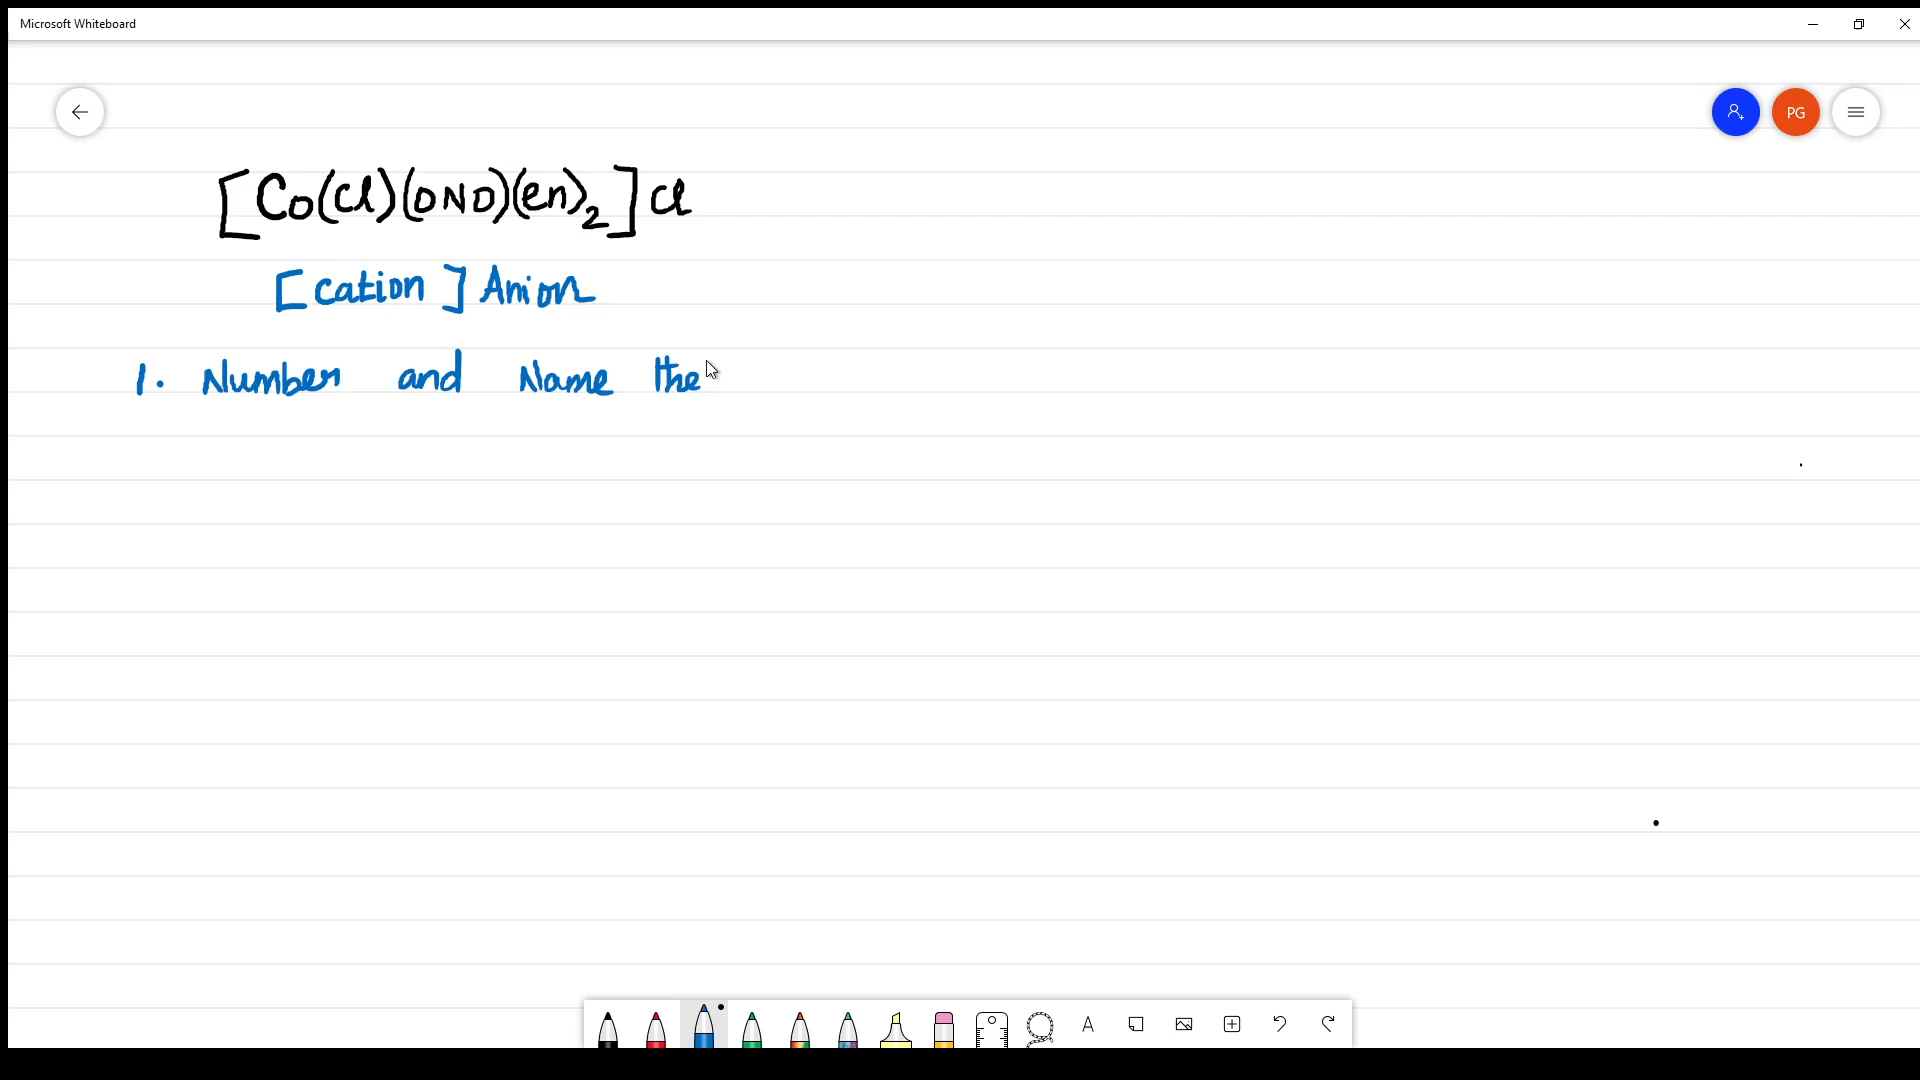 Microsoft Whiteboard
PG
[Co(Cl)(ONO)(en)₂]Cl
[cation] Anion
1. Number and Name the
A